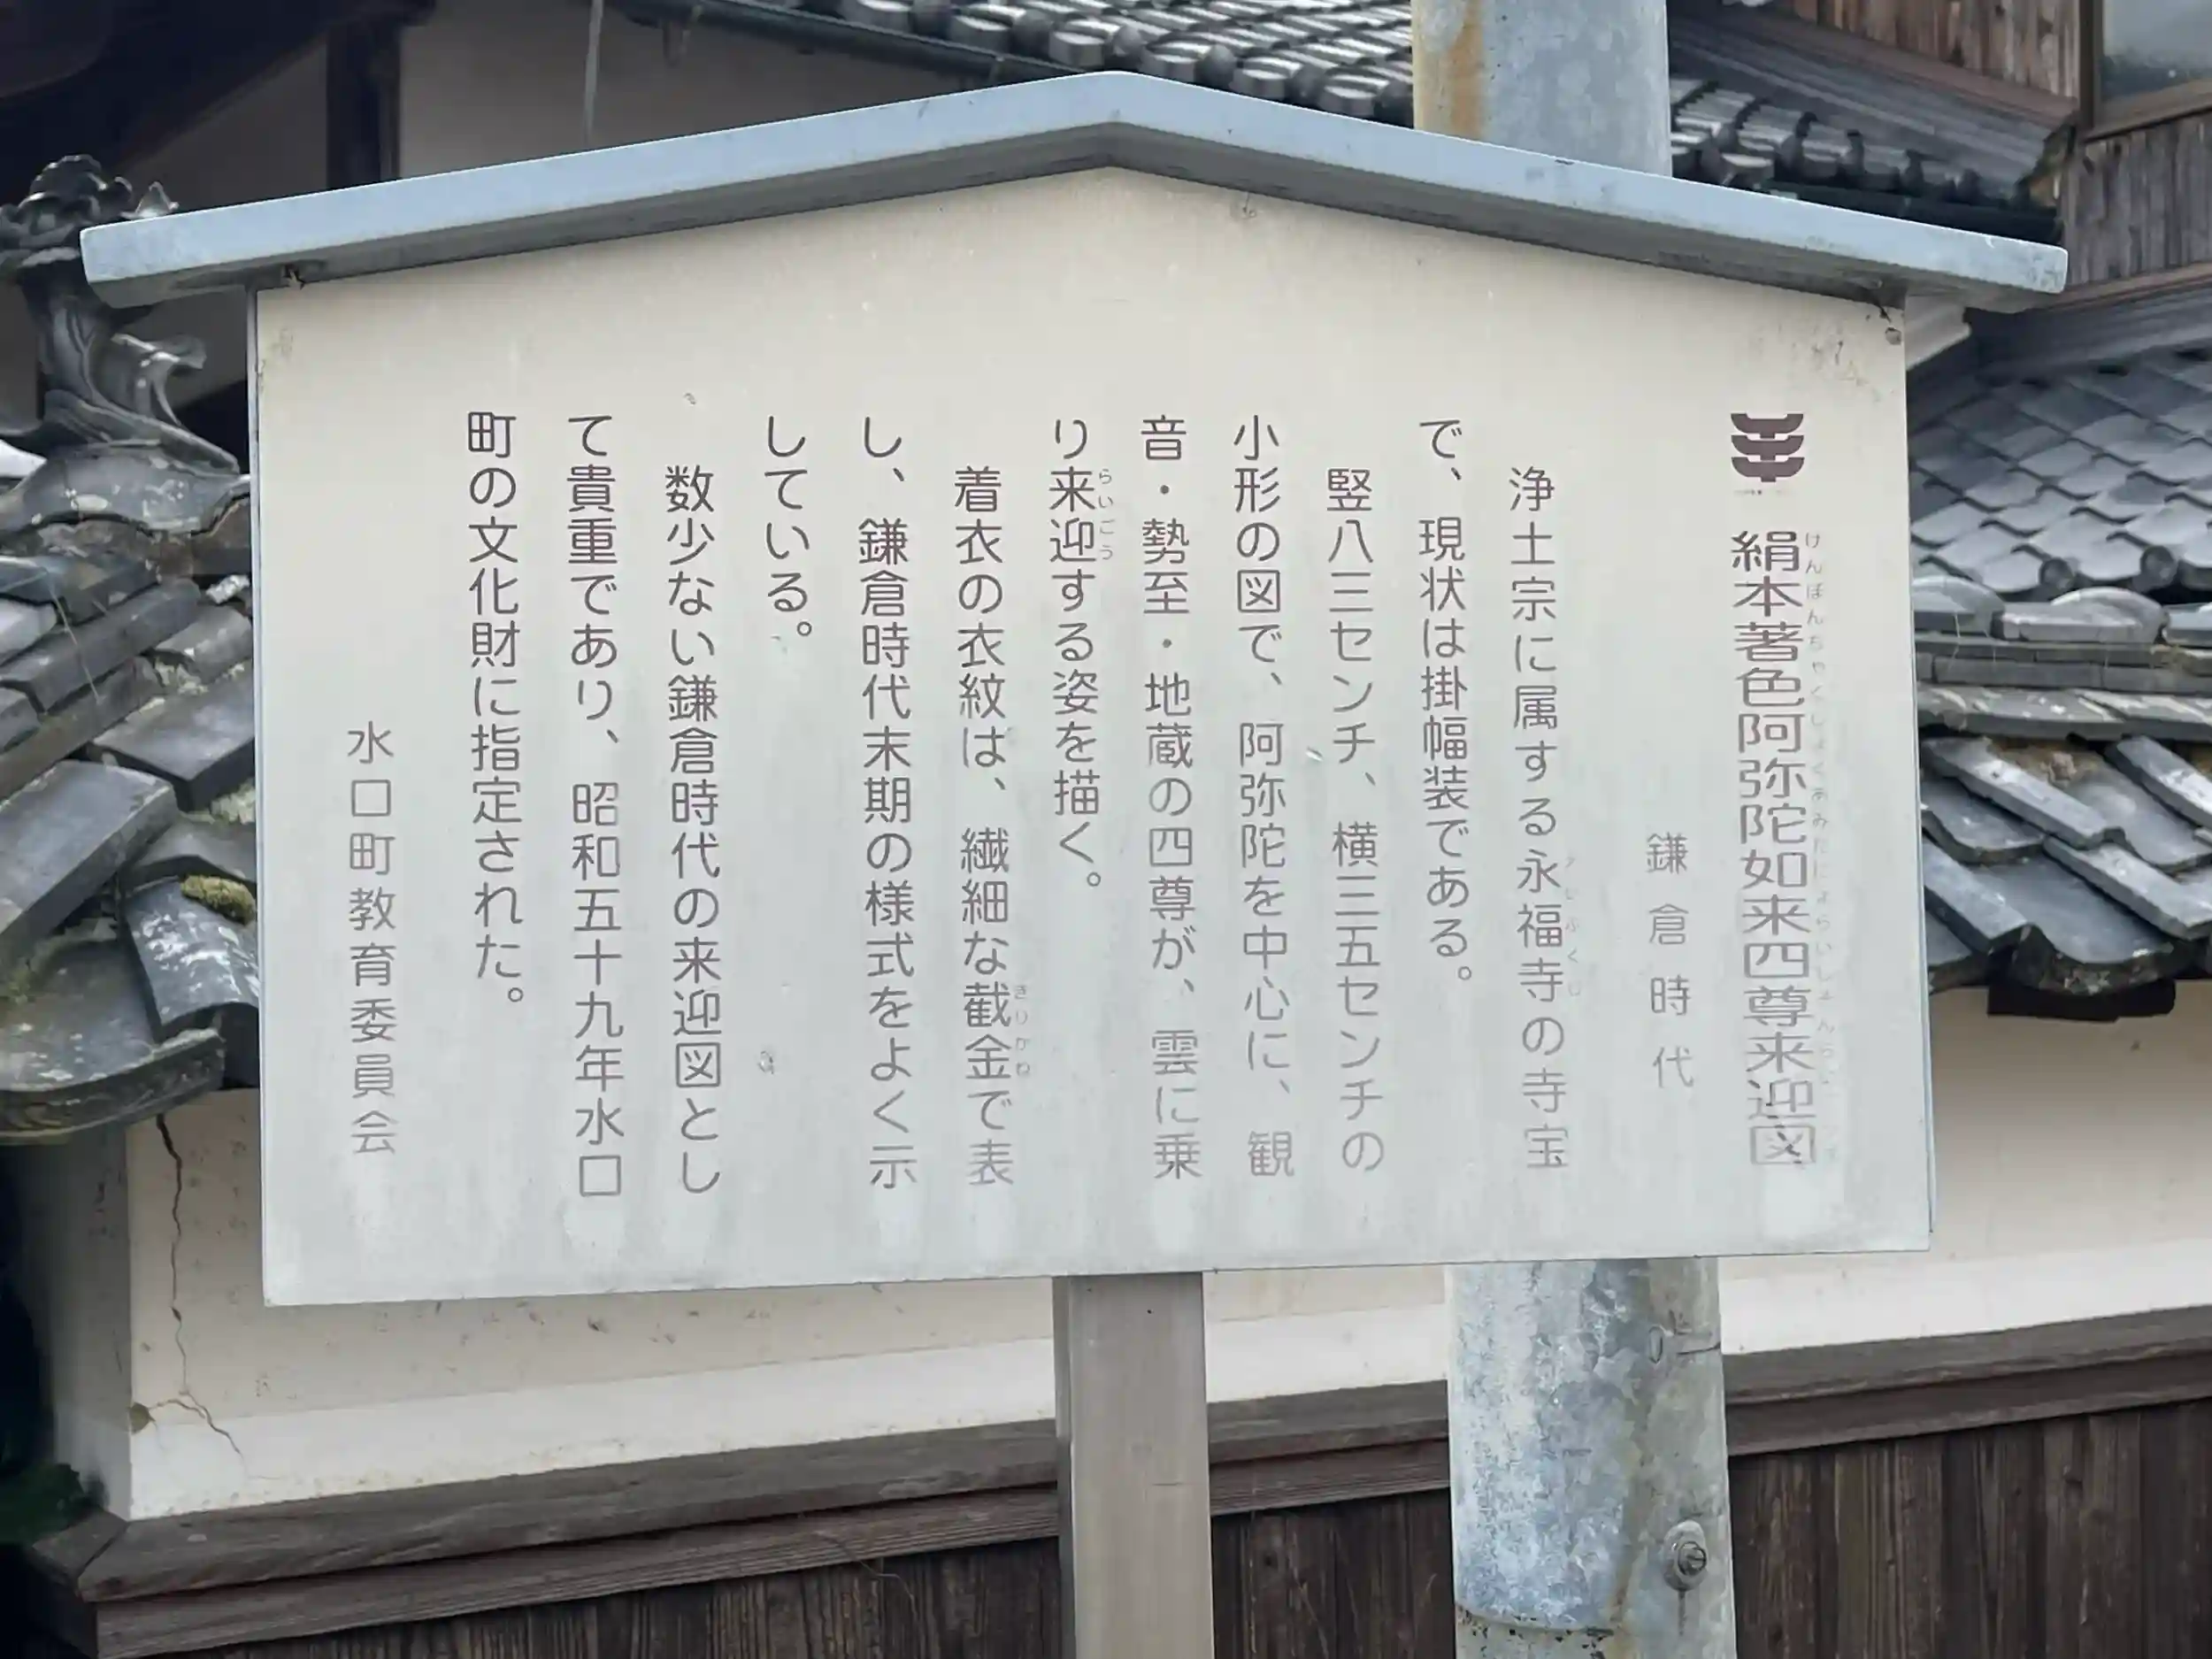 絹本著色阿弥陀如来四尊来迎図
鎌倉時代
浄土宗に属する永福寺の寺宝
で、現状は掛幅装である。
竪八三センチ、横三五センチの
小形の図で、阿弥陀を中心に、観
音・勢至・地蔵の四尊が、雲に乗
り来迎する姿を描く。
着衣の衣紋は、繊細な截金で表
し、鎌倉時代末期の様式をよく示
している。
数少ない鎌倉時代の来迎図とし
て貴重であり、昭和五十九年水口
町の文化財に指定された。
水口町教育委員会